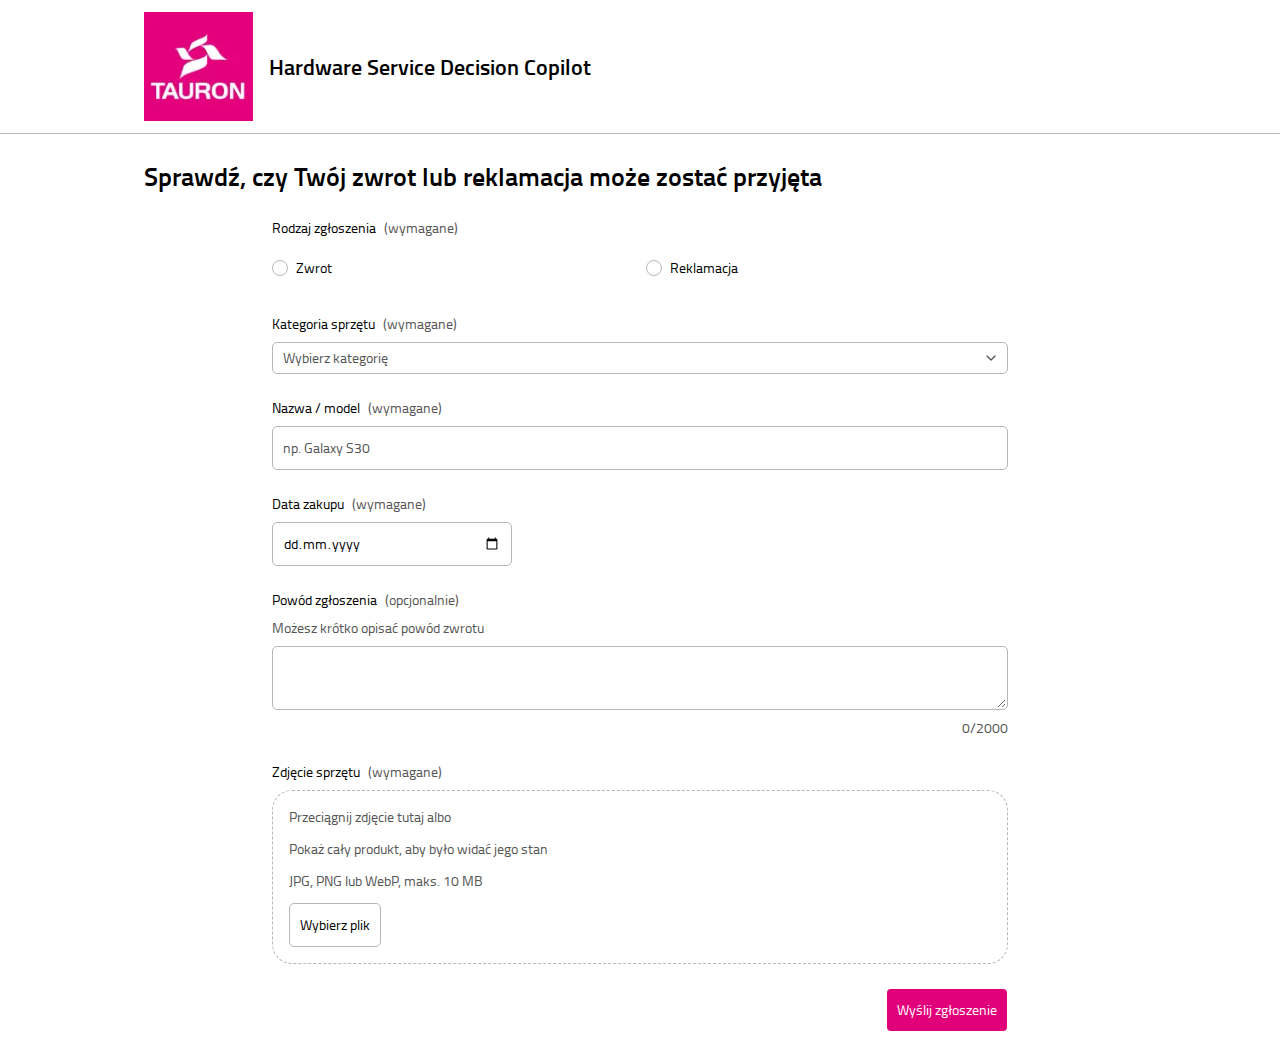 TAURON
Hardware Service Decision Copilot
Sprawdź, czy Twój zwrot lub reklamacja może zostać przyjęta
Rodzaj zgłoszenia (wymagane)
Zwrot
Reklamacja
Kategoria sprzętu (wymagane)
Wybierz kategorię
Nazwa / model (wymagane)
np. Galaxy S30
Data zakupu (wymagane)
dd.mm.yyyy
Powód zgłoszenia (opcjonalnie)
Możesz krótko opisać powód zwrotu
0/2000
Zdjęcie sprzętu (wymagane)
Przeciągnij zdjęcie tutaj albo
Pokaż cały produkt, aby było widać jego stan
JPG, PNG lub WebP, maks. 10 MB
Wybierz plik
Wyślij zgłoszenie